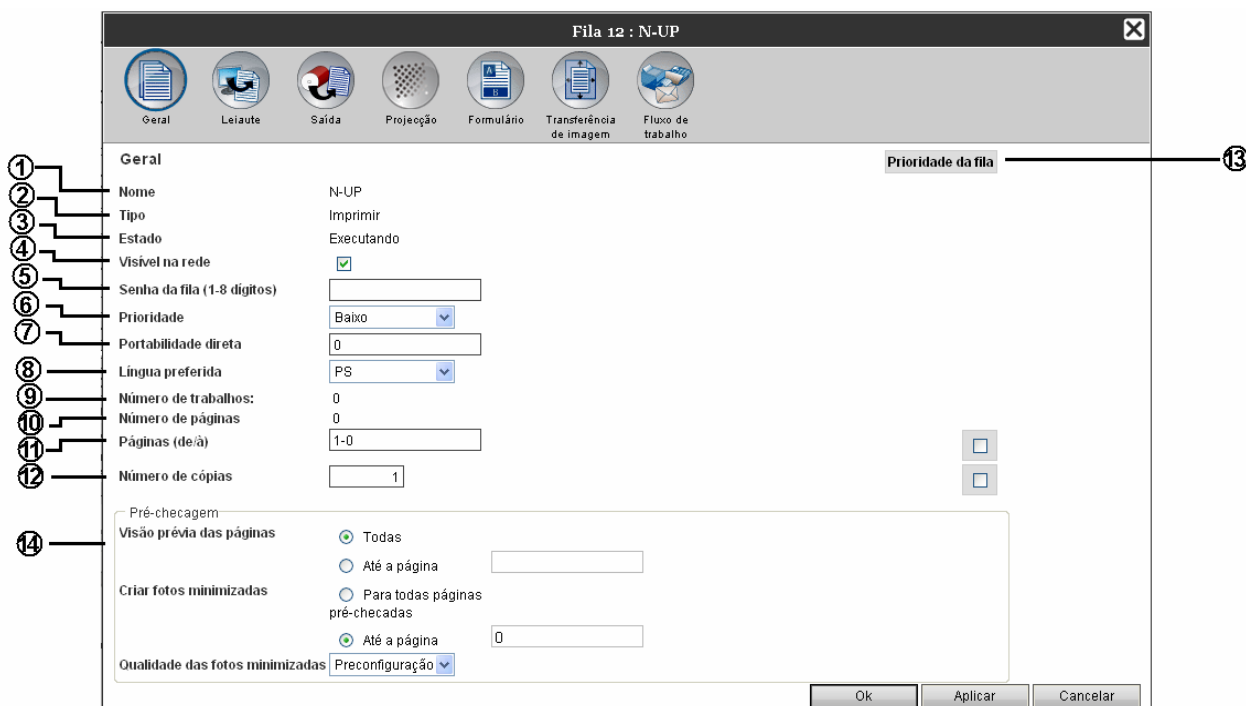 Fila 12 : N-UP
Geral
Leiaute
Saída
Projecção
Formulário
Transferência de imagem
Fluxo de trabalho
Geral
Prioridade da fila
13
1
Nome N-UP
2
Tipo Imprimir
3
Estado Executando
4
Visível na rede
5
Senha da fila (1-8 dígitos)
6
Prioridade Baixo
7
Portabilidade direta 0
8
Língua preferida PS
9
Número de trabalhos: 0
10
Número de páginas 0
11
Páginas (de/à) 1-0
12
Número de cópias 1
Pré-checagem
14
Visão prévia das páginas Todas
Até a página
Criar fotos minimizadas Para todas páginas
pré-checadas
Até a página 0
Qualidade das fotos minimizadas Preconfiguração
Ok Aplicar Cancelar